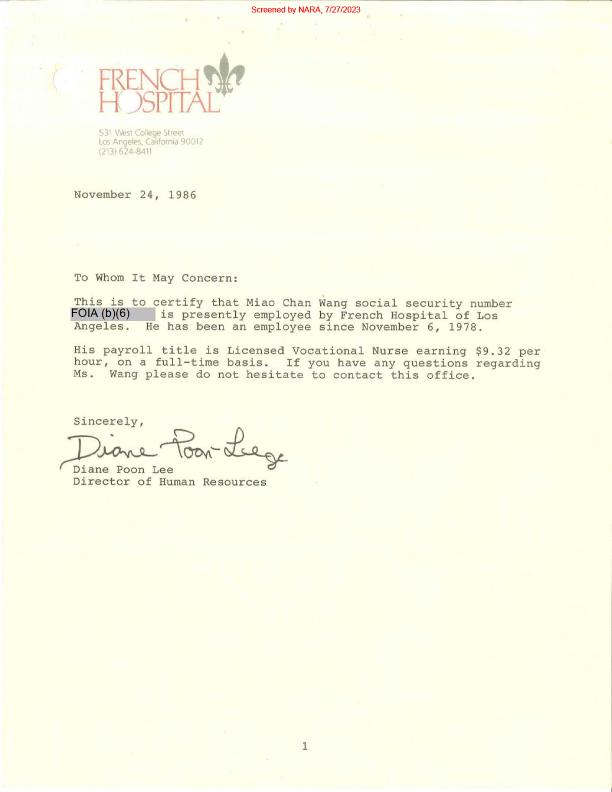 Screened by NARA, 7/27/2023
FRENCH
HOSPITAL
531 West College Street
Los Angeles, California 90012
(213) 624-8411
November 24, 1986
To Whom It May Concern:
This is to certify that Miao Chan Wang social security number
FOIA (b)(6) is presently employed by French Hospital of Los
Angeles. He has been an employee since November 6, 1978.
His payroll title is Licensed Vocational Nurse earning $9.32 per
hour, on a full-time basis. If you have any questions regarding
Ms. Wang please do not hesitate to contact this office.
Sincerely,
Diane Poon-Lee
Diane Poon Lee
Director of Human Resources
1